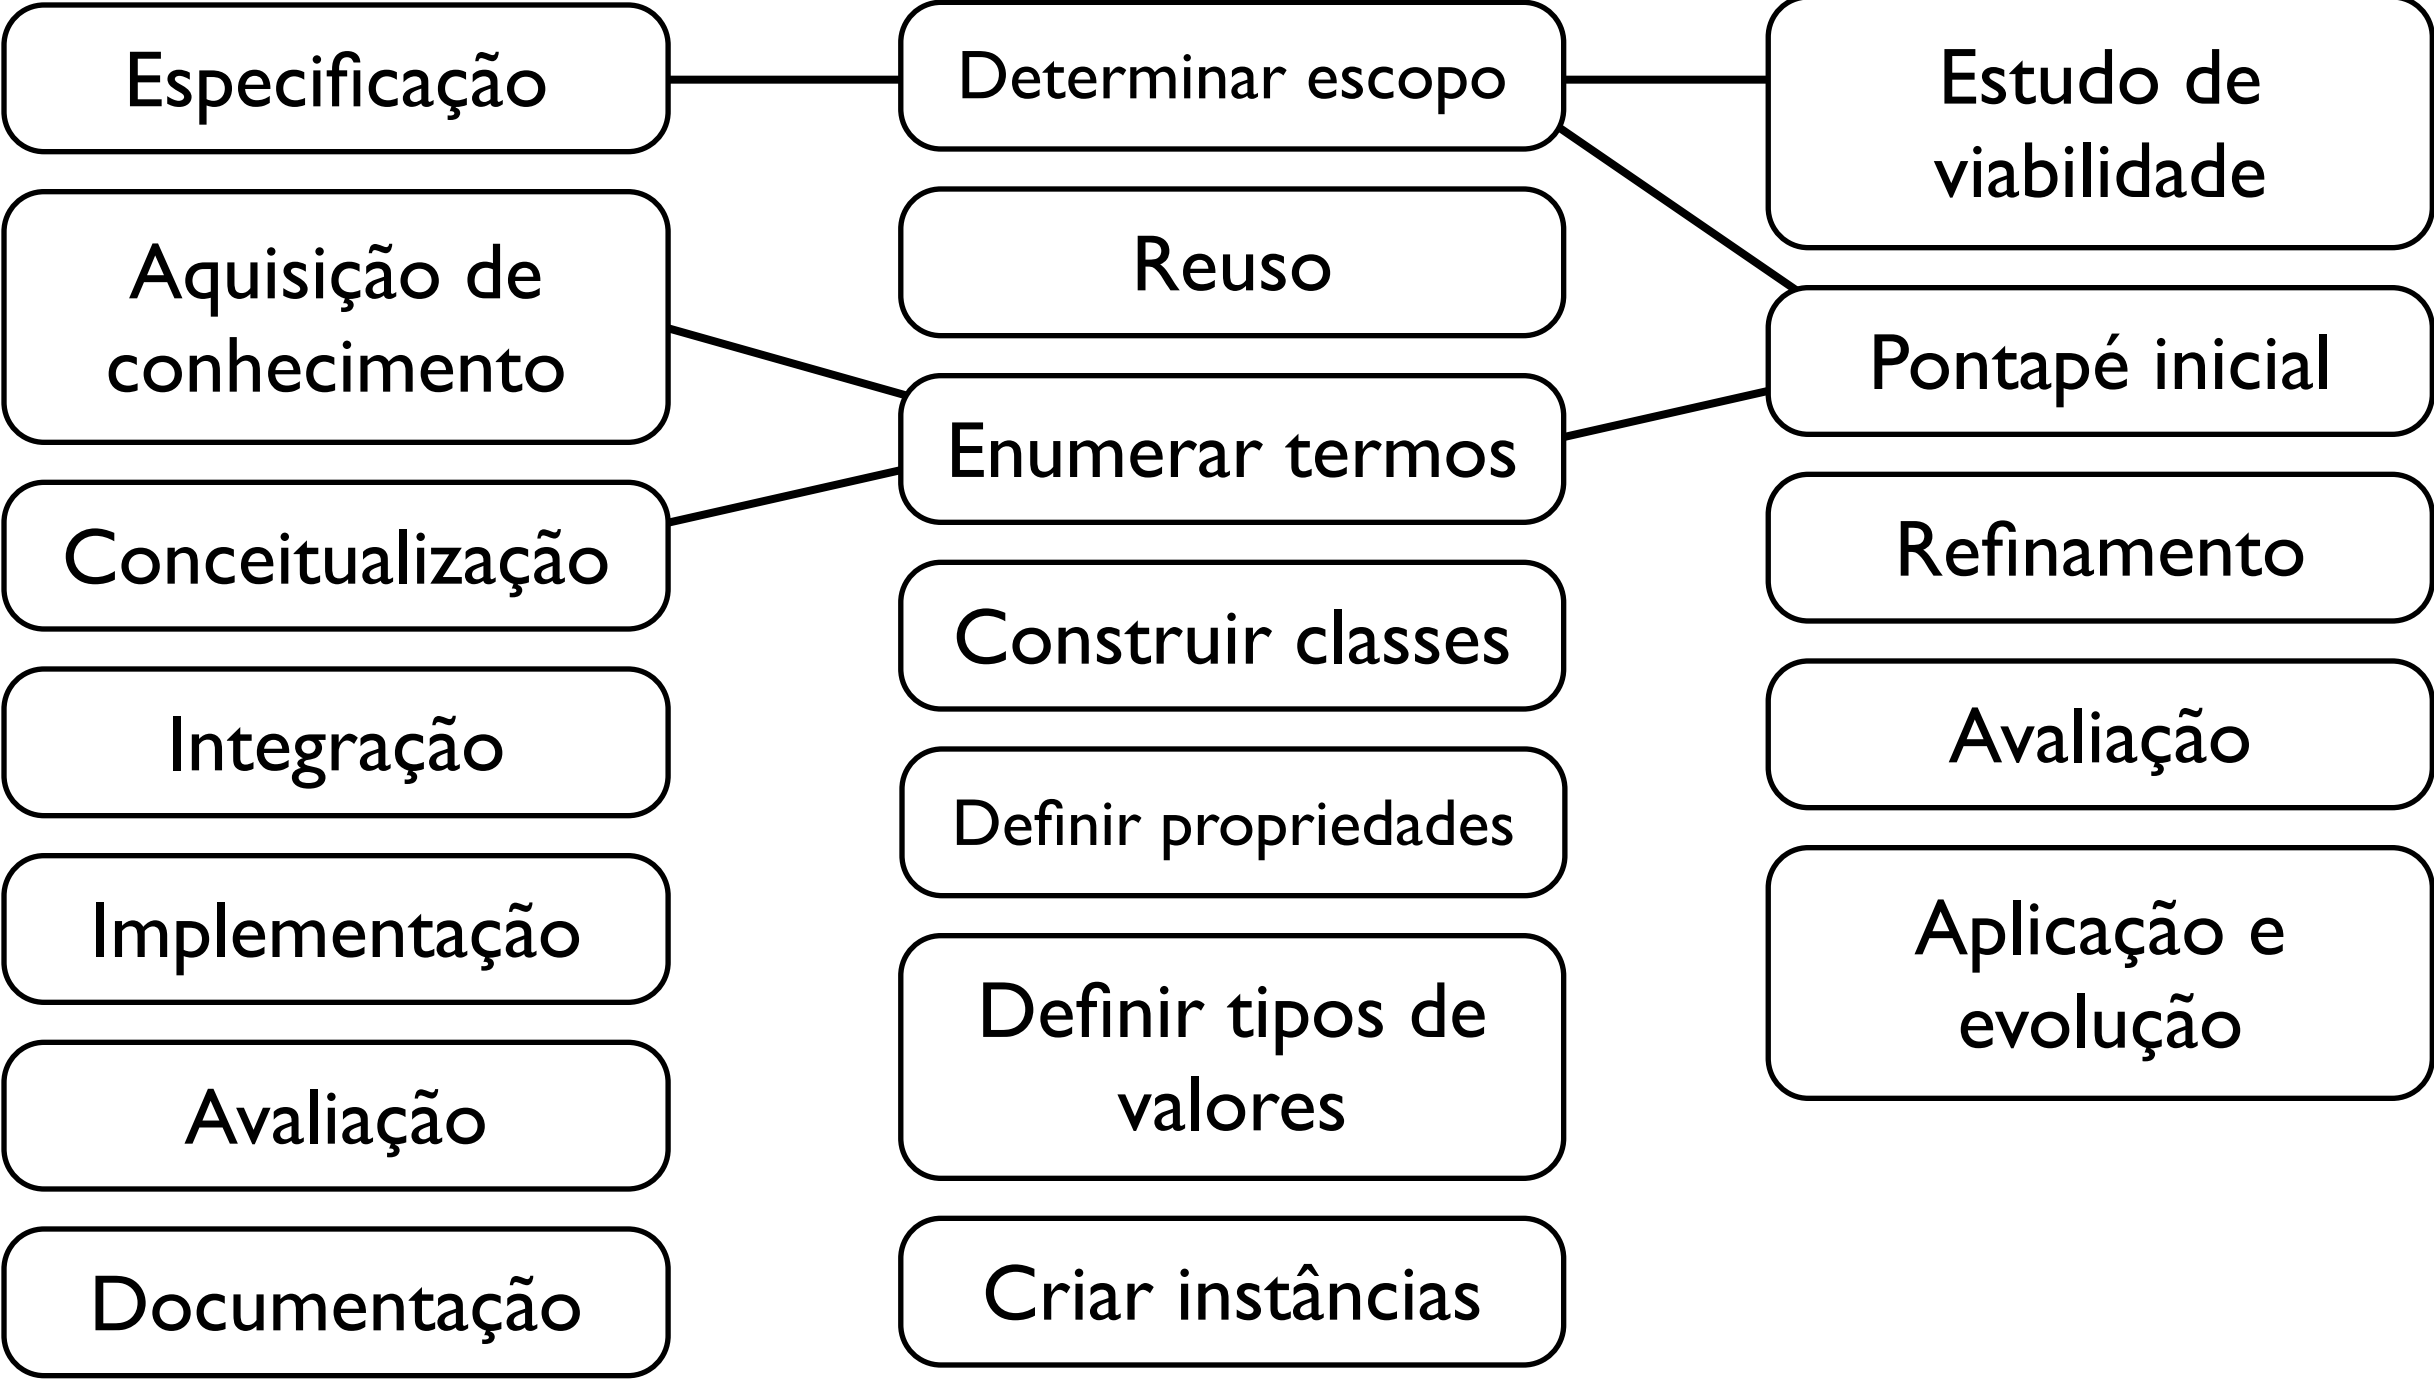 Especificação
Aquisição de
conhecimento
Conceitualização
Integração
Implementação
Avaliação
Documentação
Determinar escopo
Reuso
Enumerar termos
Construir classes
Definir propriedades
Definir tipos de
valores
Criar instâncias
Estudo de
viabilidade
Pontapé inicial
Refinamento
Avaliação
Aplicação e
evolução